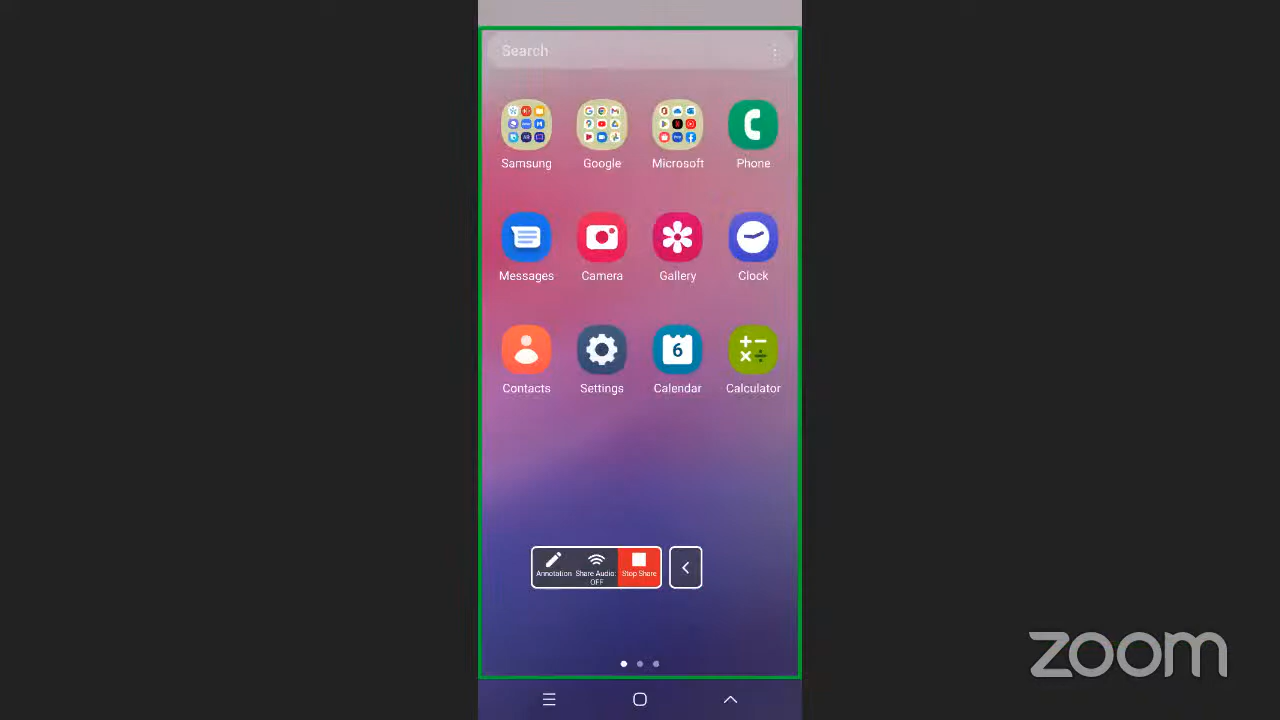 Search
Samsung
Google
Microsoft
Phone
Messages
Camera
Gallery
Clock
Contacts
Settings
6
Calendar
Calculator
Annotation
Share Audio:
OFF
Stop Share
zoom